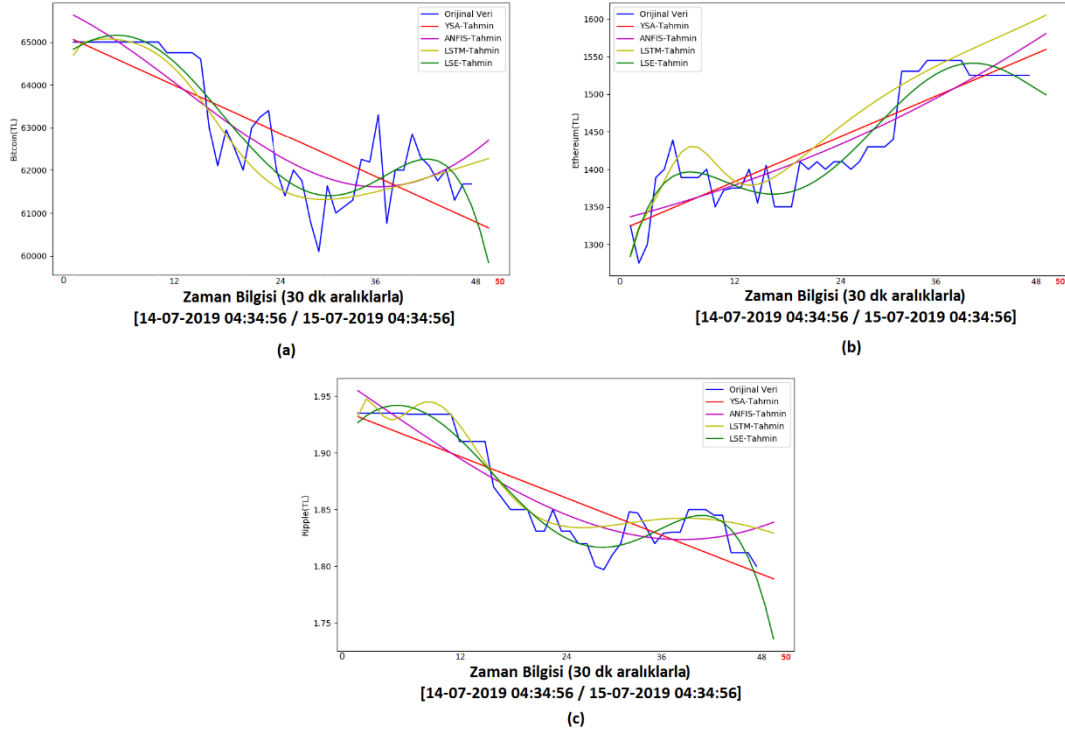 65000
64000
63000
62000
61000
60000
Bitcoin(TL)
Orijinal Veri
YSA-Tahmin
ANFIS-Tahmin
LSTM-Tahmin
LSE-Tahmin
0 12 24 36 48 50
Zaman Bilgisi (30 dk aralıklarla)
[14-07-2019 04:34:56 / 15-07-2019 04:34:56]
(a)
1600
1550
1500
1450
1400
1350
1300
Ethereum(TL)
Orijinal Veri
YSA-Tahmin
ANFIS-Tahmin
LSTM-Tahmin
LSE-Tahmin
0 12 24 36 48 50
Zaman Bilgisi (30 dk aralıklarla)
[14-07-2019 04:34:56 / 15-07-2019 04:34:56]
(b)
1.95
1.90
1.85
1.80
1.75
Ripple(TL)
Orijinal Veri
YSA-Tahmin
ANFIS-Tahmin
LSTM-Tahmin
LSE-Tahmin
0 12 24 36 48 50
Zaman Bilgisi (30 dk aralıklarla)
[14-07-2019 04:34:56 / 15-07-2019 04:34:56]
(c)